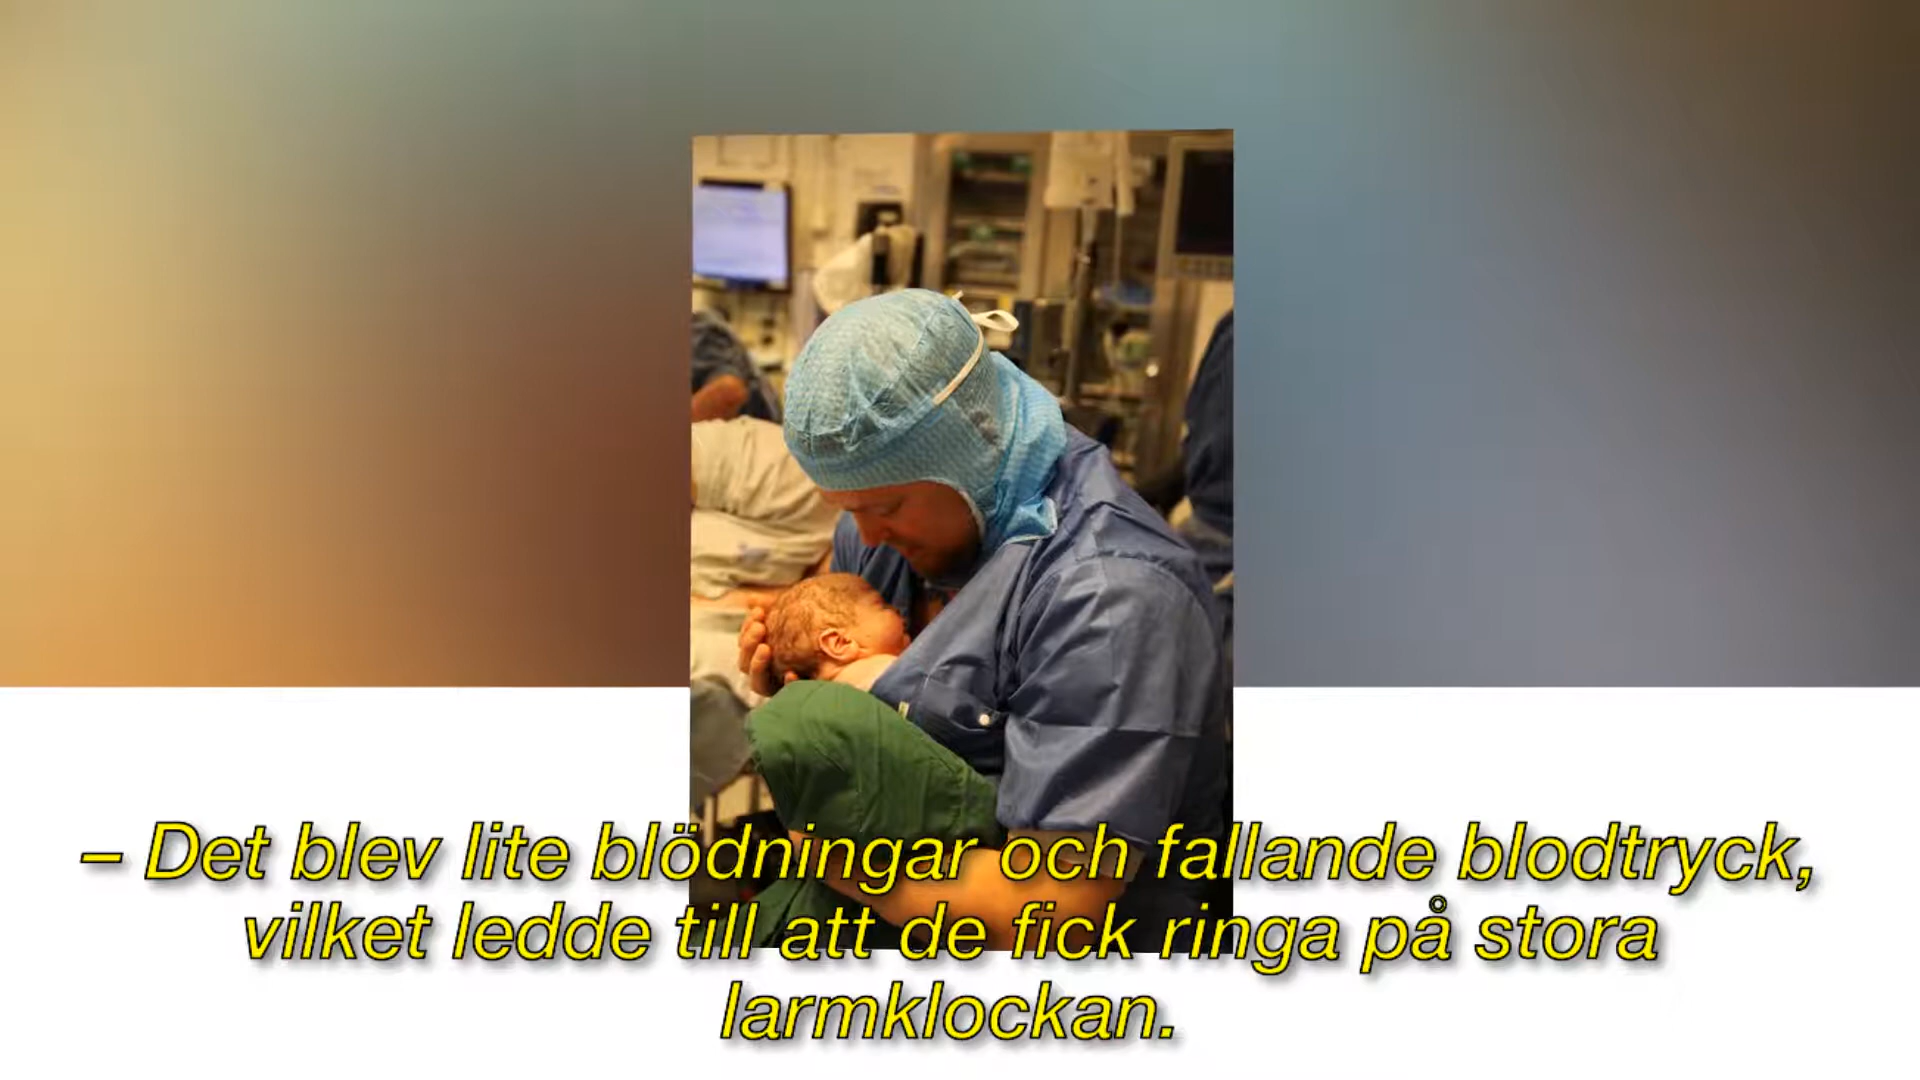 – Det blev lite blödningar och fallande blodtryck,
vilket ledde till att de fick ringa på stora
larmklockan.